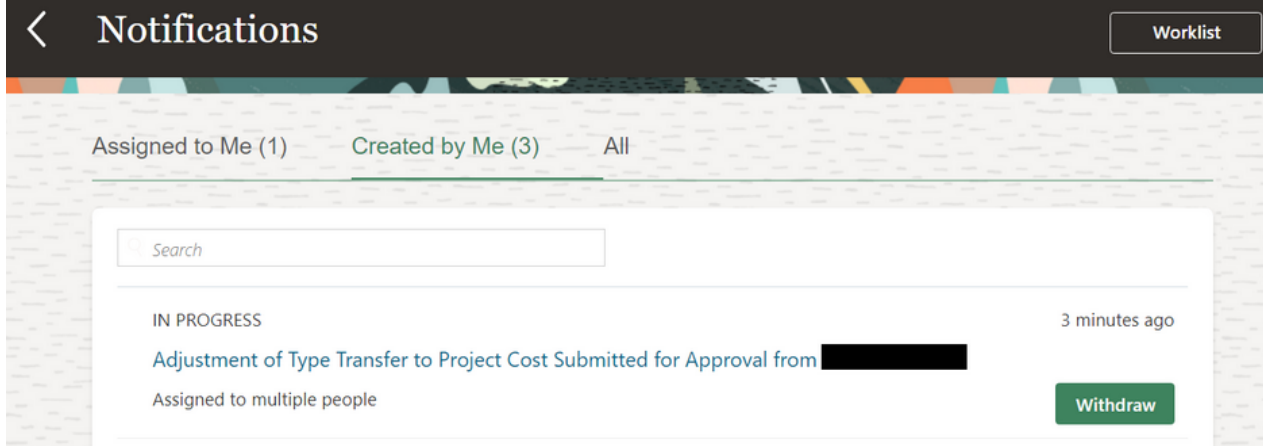 Notifications
Worklist
Assigned to Me (1) Created by Me (3) All
Search
IN PROGRESS 3 minutes ago
Adjustment of Type Transfer to Project Cost Submitted for Approval from
Assigned to multiple people
Withdraw